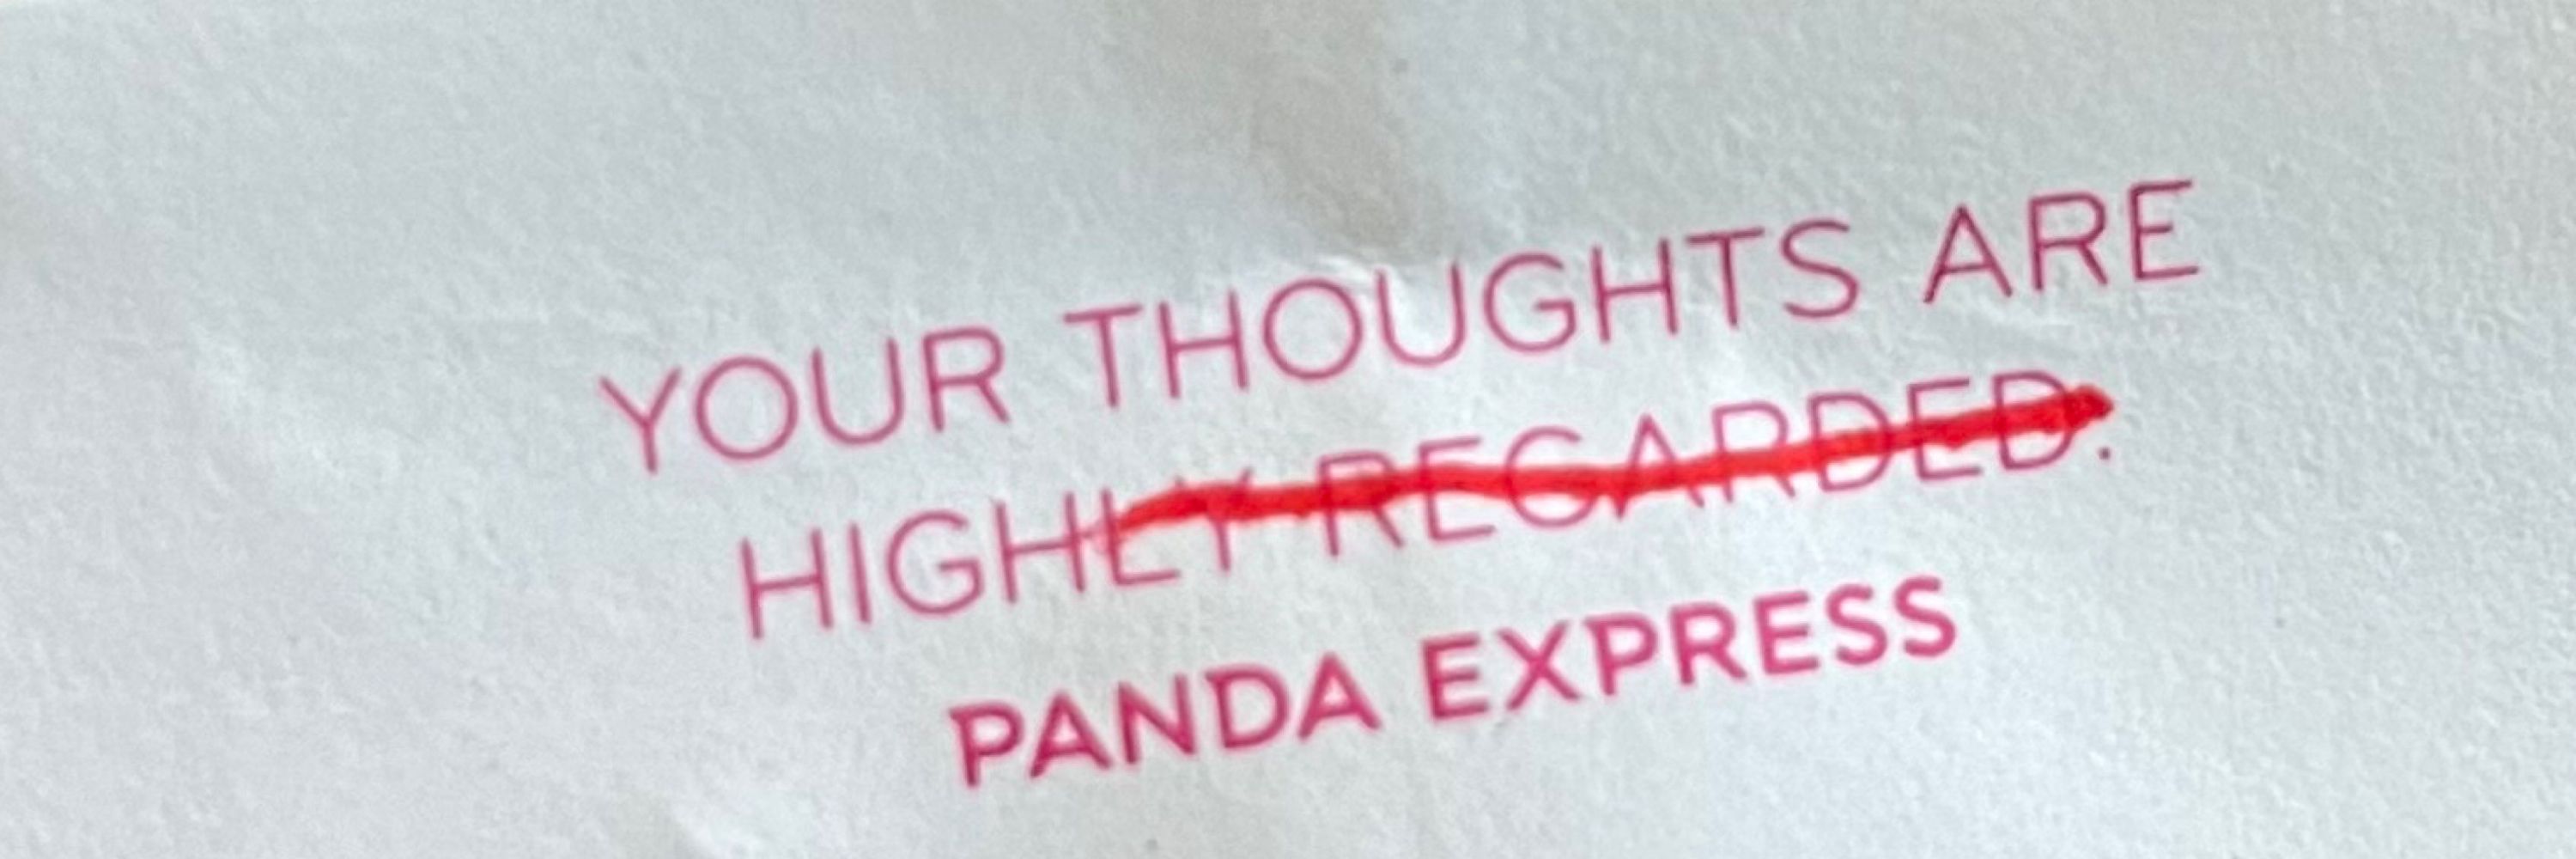 YOUR THOUGHTS ARE
HIGHLY REGARDED.
PANDA EXPRESS